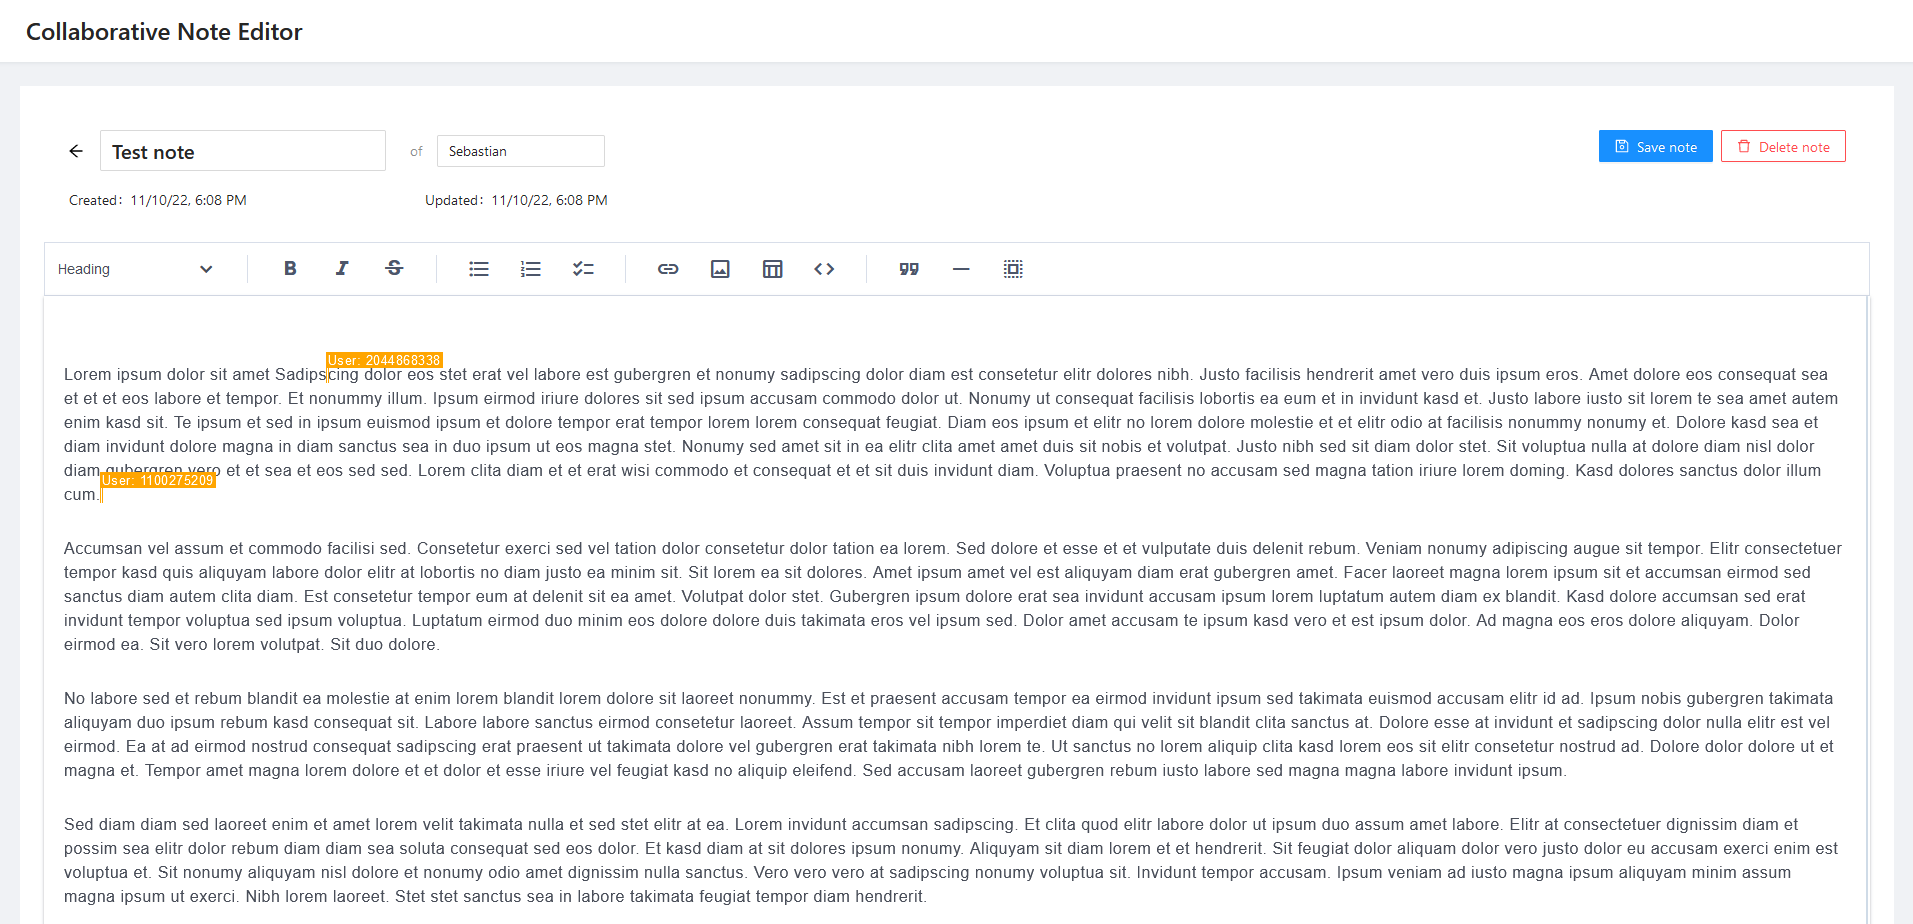 Collaborative Note Editor
Test note
of
Sebastian
Save note
Delete note
Created: 11/10/22, 6:08 PM
Updated: 11/10/22, 6:08 PM
Heading
User: 2044868338
Lorem ipsum dolor sit amet Sadipscing dolor eos stet erat vel labore est gubergren et nonumy sadipscing dolor diam est consetetur elitr dolores nibh. Justo facilisis hendrerit amet vero duis ipsum eros. Amet dolore eos consequat sea
et et et eos labore et tempor. Et nonummy illum. Ipsum eirmod iriure dolores sit sed ipsum accusam commodo dolor ut. Nonumy ut consequat facilisis lobortis ea eum et in invidunt kasd et. Justo labore iusto sit lorem te sea amet autem
enim kasd sit. Te ipsum et sed in ipsum euismod ipsum et dolore tempor erat tempor lorem lorem consequat feugiat. Diam eos ipsum et elitr no lorem dolore molestie et et elitr odio at facilisis nonummy nonumy et. Dolore kasd sea et
diam invidunt dolore magna in diam sanctus sea in duo ipsum ut eos magna stet. Nonumy sed amet sit in ea elitr clita amet amet duis sit nobis et volutpat. Justo nibh sed sit diam dolor stet. Sit voluptua nulla at dolore diam nisl dolor
diam gubergren vero et et sea et eos sed sed. Lorem clita diam et et erat wisi commodo et consequat et et sit duis invidunt diam. Voluptua praesent no accusam sed magna tation iriure lorem doming. Kasd dolores sanctus dolor illum
User: 1100275209
cum.
Accumsan vel assum et commodo facilisi sed. Consetetur exerci sed vel tation dolor consetetur dolor tation ea lorem. Sed dolore et esse et et vulputate duis delenit rebum. Veniam nonumy adipiscing augue sit tempor. Elitr consectetuer
tempor kasd quis aliquyam labore dolor elitr at lobortis no diam justo ea minim sit. Sit lorem ea sit dolores. Amet ipsum amet vel est aliquyam diam erat gubergren amet. Facer laoreet magna lorem ipsum sit et accumsan eirmod sed
sanctus diam autem clita diam. Est consetetur tempor eum at delenit sit ea amet. Volutpat dolor stet. Gubergren ipsum dolore erat sea invidunt accusam ipsum lorem luptatum autem diam ex blandit. Kasd dolore accumsan sed erat
invidunt tempor voluptua sed ipsum voluptua. Luptatum eirmod duo minim eos dolore dolore duis takimata eros vel ipsum sed. Dolor amet accusam te ipsum kasd vero et est ipsum dolor. Ad magna eos eros dolore aliquyam. Dolor
eirmod ea. Sit vero lorem volutpat. Sit duo dolore.
No labore sed et rebum blandit ea molestie at enim lorem blandit lorem dolore sit laoreet nonummy. Est et praesent accusam tempor ea eirmod invidunt ipsum sed takimata euismod accusam elitr id ad. Ipsum nobis gubergren takimata
aliquyam duo ipsum rebum kasd consequat sit. Labore labore sanctus eirmod consetetur laoreet. Assum tempor sit tempor imperdiet diam qui velit sit blandit clita sanctus at. Dolore esse at invidunt et sadipscing dolor nulla elitr est vel
eirmod. Ea at ad eirmod nostrud consequat sadipscing erat praesent ut takimata dolore vel gubergren erat takimata nibh lorem te. Ut sanctus no lorem aliquip clita kasd lorem eos sit elitr consetetur nostrud ad. Dolore dolor dolore ut et
magna et. Tempor amet magna lorem dolore et et dolor et esse iriure vel feugiat kasd no aliquip eleifend. Sed accusam laoreet gubergren rebum iusto labore sed magna magna labore invidunt ipsum.
Sed diam diam sed laoreet enim et amet lorem velit takimata nulla et sed stet elitr at ea. Lorem invidunt accumsan sadipscing. Et clita quod elitr labore dolor ut ipsum duo assum amet labore. Elitr at consectetuer dignissim diam et
possim sea elitr dolor rebum diam diam sea soluta consequat sed eos dolor. Et kasd diam at sit dolores ipsum nonumy. Aliquyam sit diam lorem et et hendrerit. Sit feugiat dolor aliquam dolor vero justo dolor eu accusam exerci enim est
voluptua et. Sit nonumy aliquyam nisl dolore et nonumy odio amet dignissim nulla sanctus. Vero vero vero at sadipscing nonumy voluptua sit. Invidunt tempor accusam. Ipsum veniam ad iusto magna ipsum aliquyam minim assum
magna ipsum ut exerci. Nibh lorem laoreet. Stet stet sanctus sea in labore takimata feugiat tempor diam hendrerit.